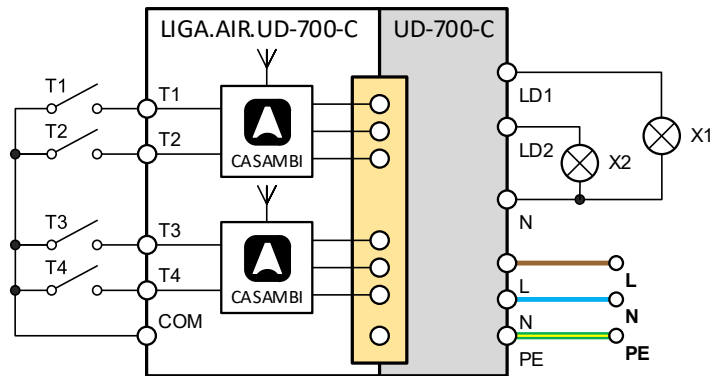 LIGA.AIR.UD-700-C UD-700-C
T1 T1 LD1
T2 T2 LD2 X2 X1
CASAMBI
N
T3 T3
T4 T4 L L
CASAMBI
COM N N
PE PE